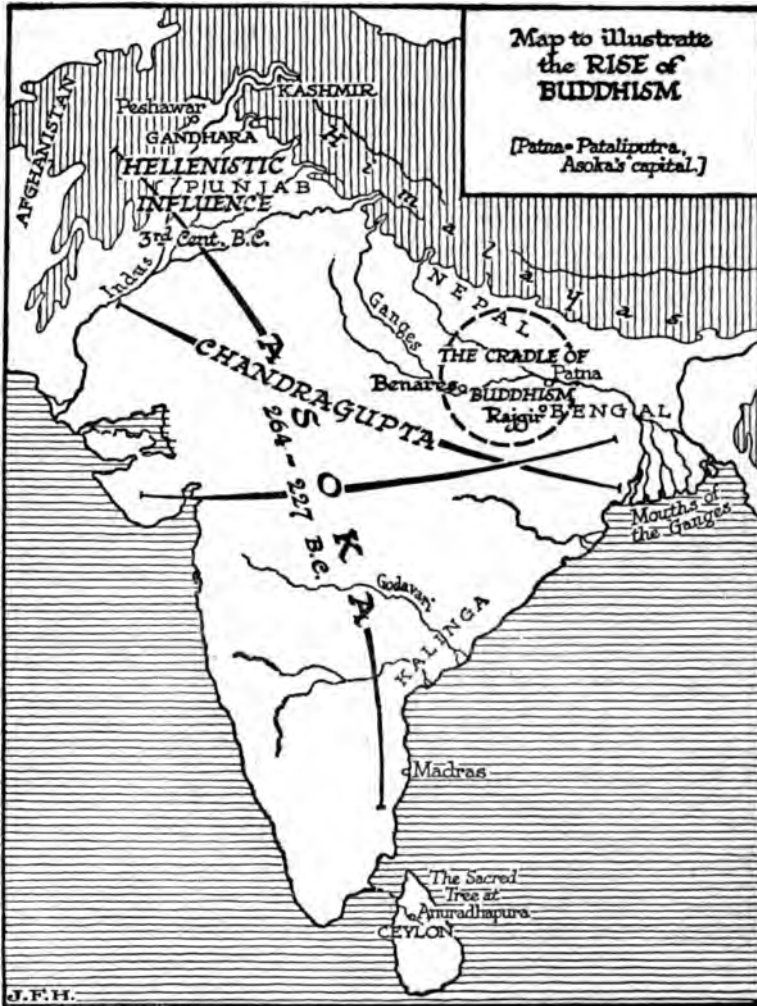 Map to illustrate
the RISE of
BUDDHISM
[Patna = Pataliputra,
Asoka's capital.]
AFGHANISTAN
Peshawar
KASHMIR
GANDHARA
HELLENISTIC
PUNJAB
INFLUENCE
3rd Cent. B.C.
Indus
Himalayas
NEPAL
Ganges
THE CRADLE OF
Patna
Benares
BUDDHISM
Rajgir
BENGAL
CHANDRAGUPTA
ASOKA
264-227 B.C.
Mouths of
the Ganges
Godavari
KALINGA
Madras
The Sacred
Tree at
Anuradhapura
CEYLON
J.F.H.